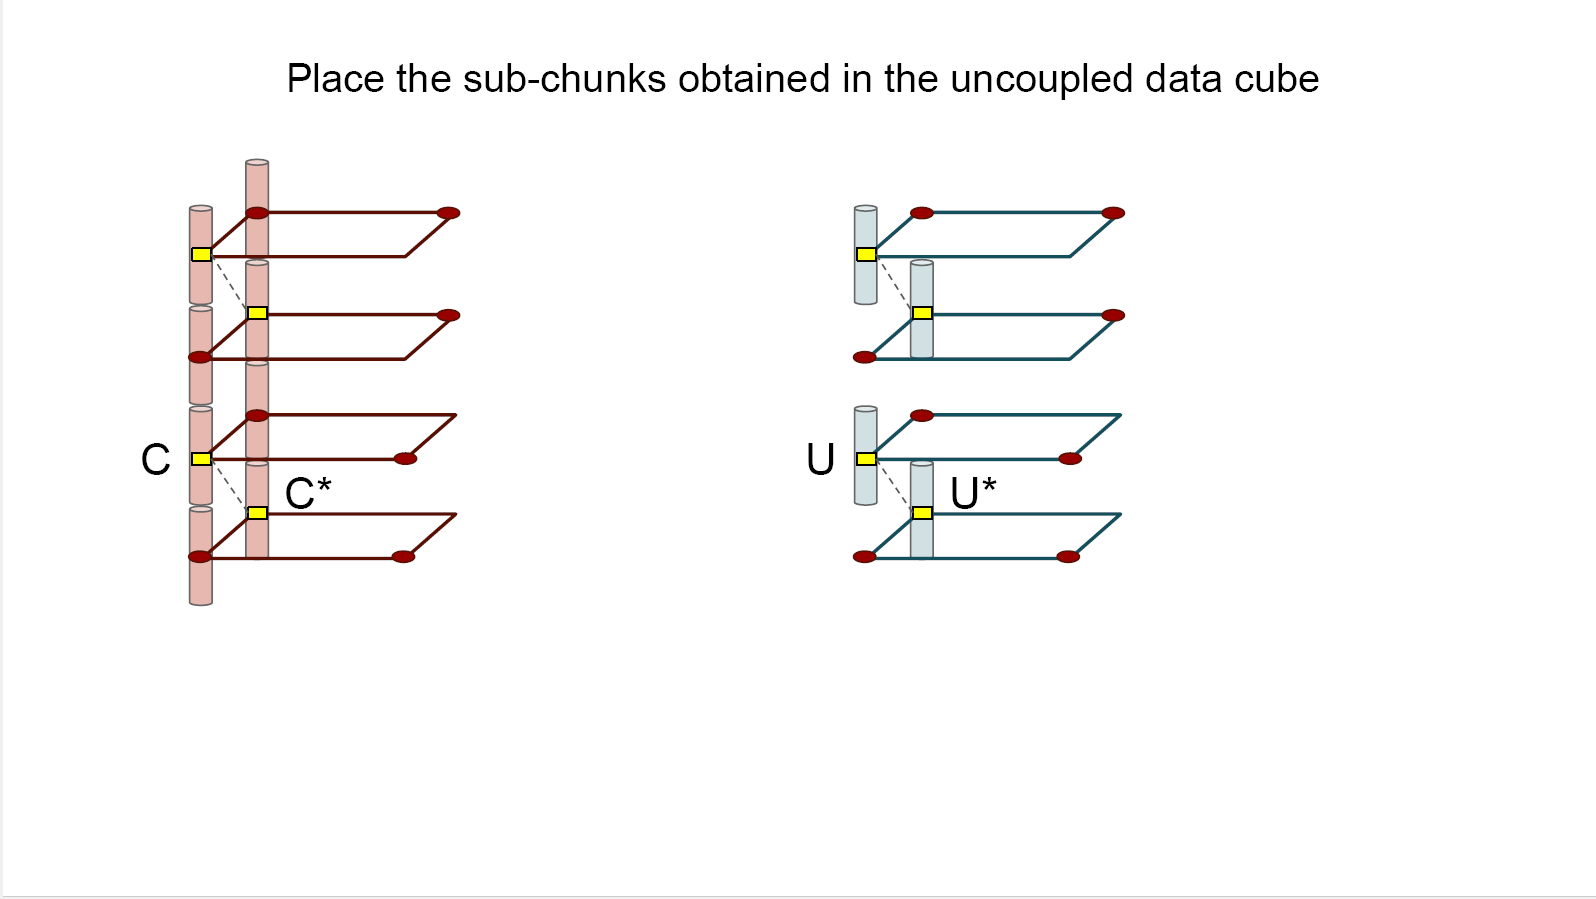 Place the sub-chunks obtained in the uncoupled data cube
C
C*
U
U*